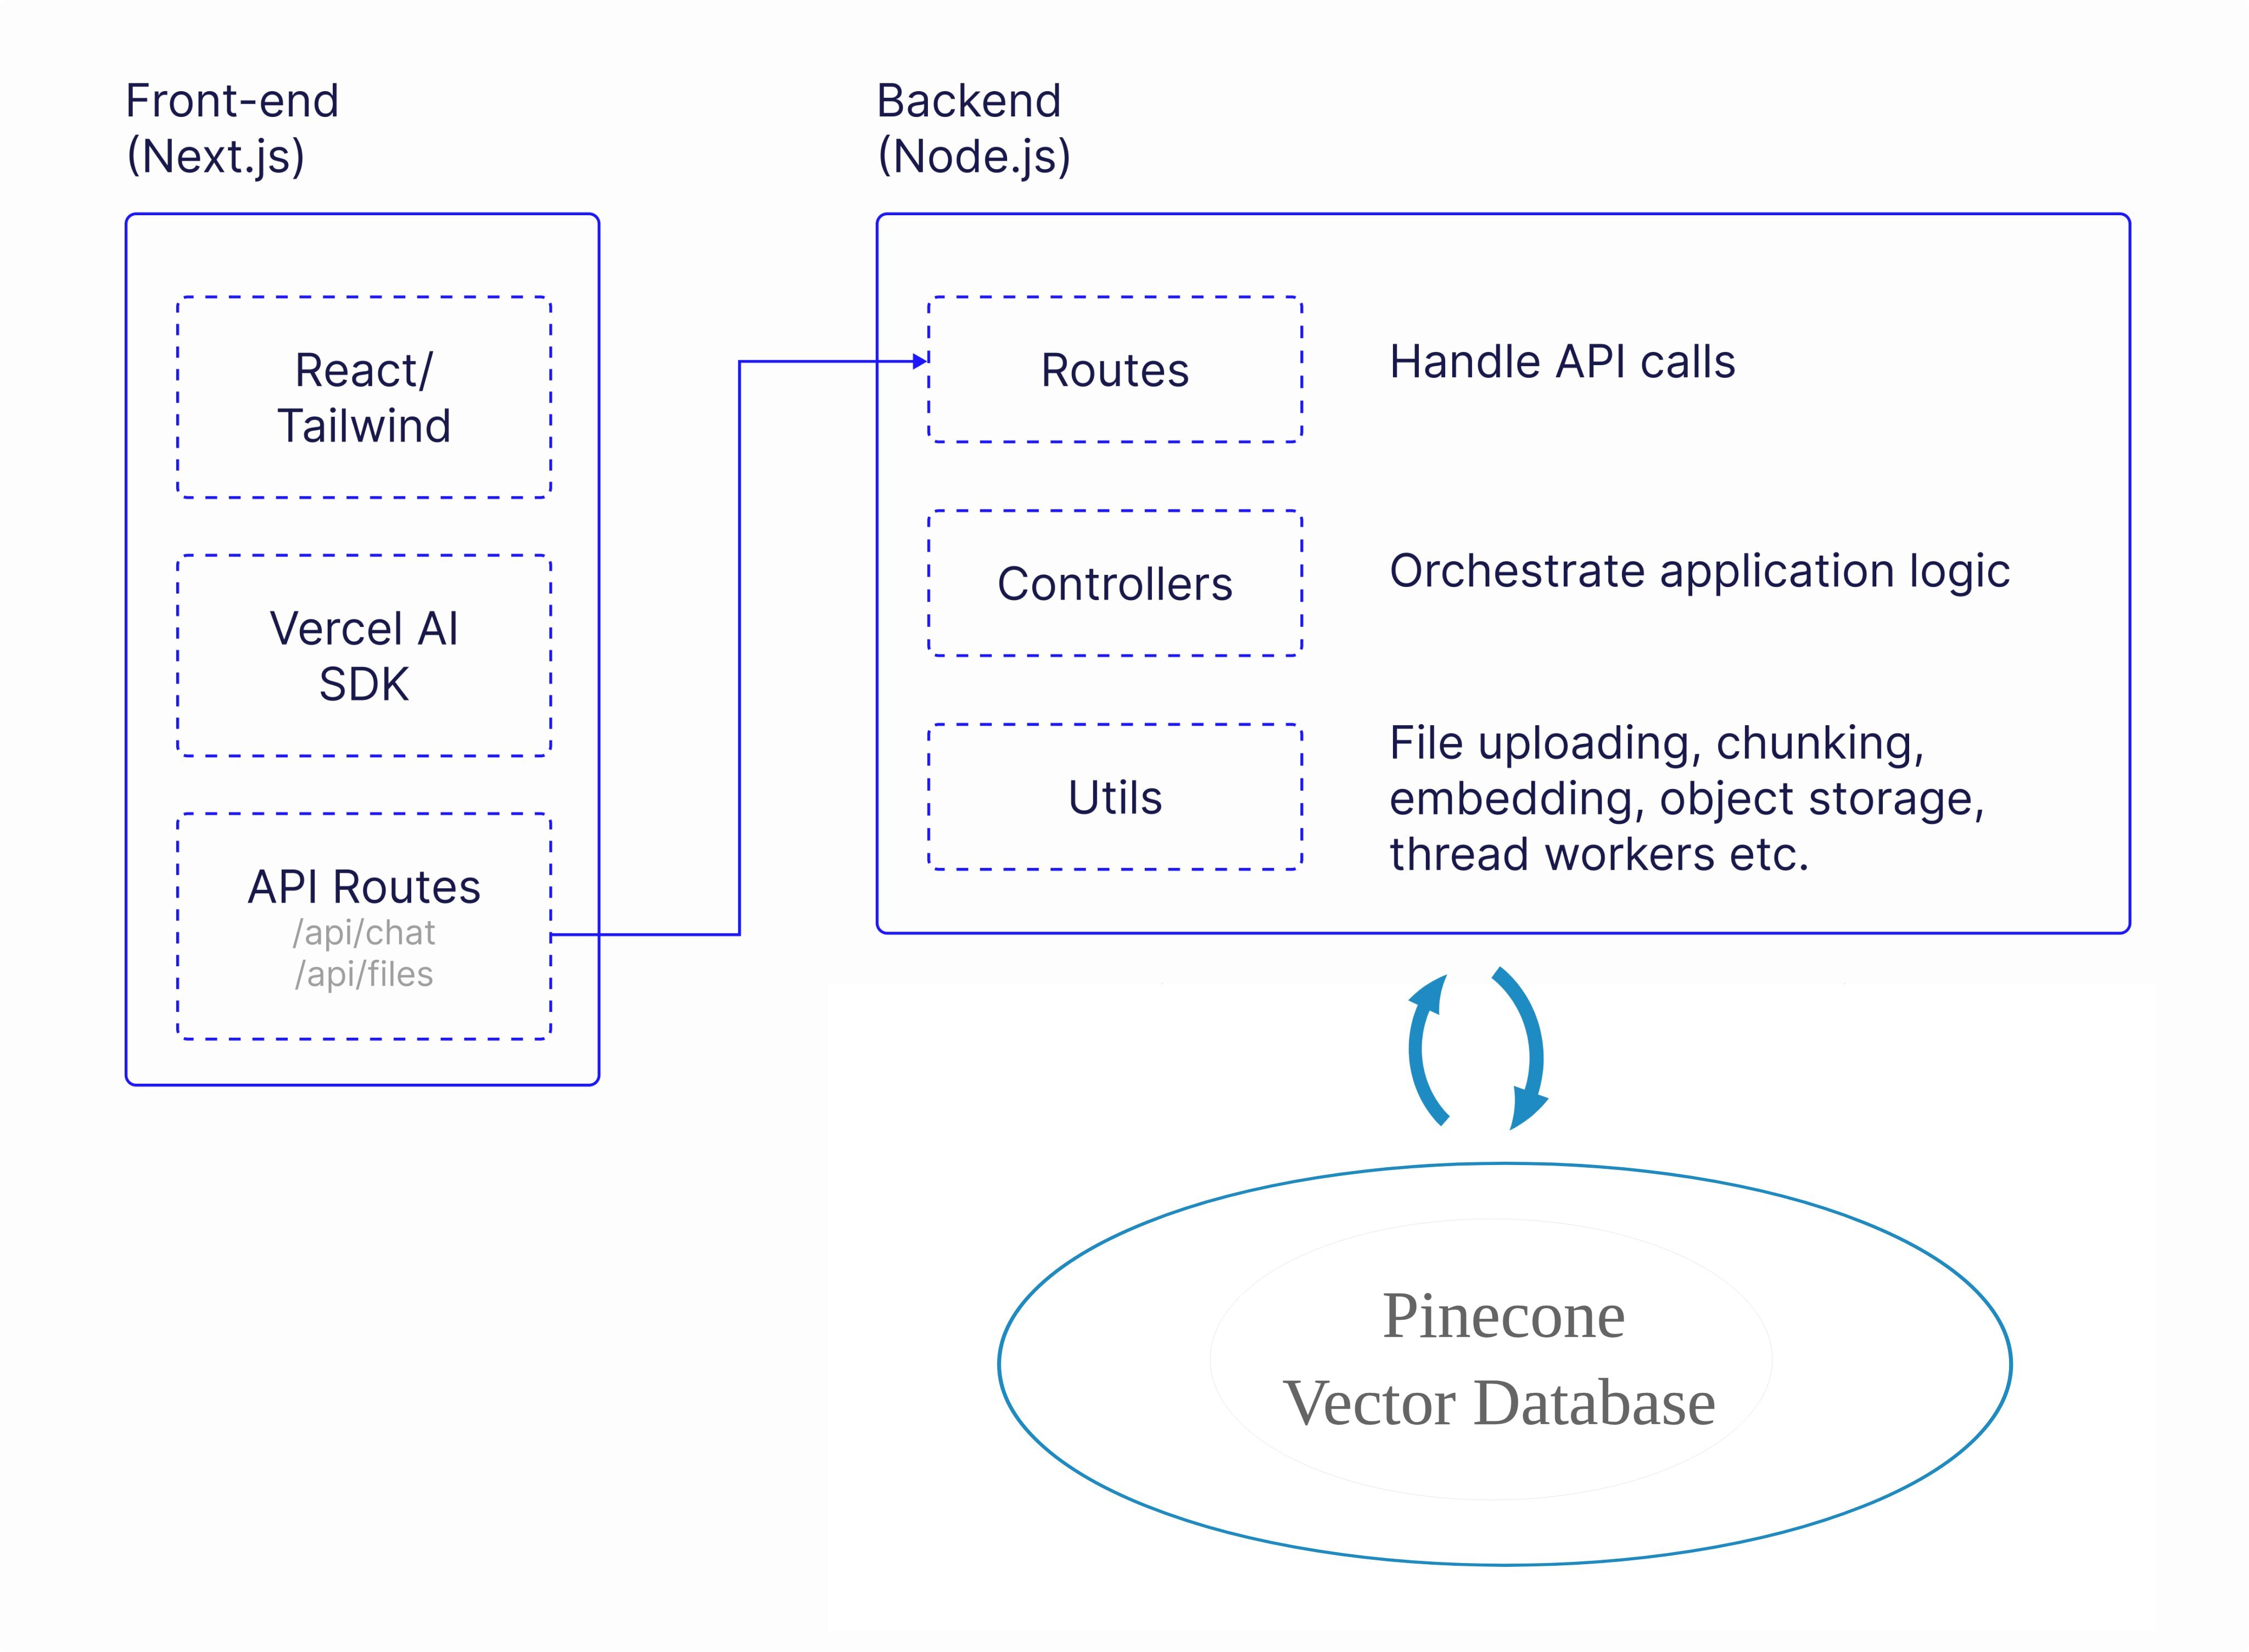 Front-end
(Next.js)
React/
Tailwind
Vercel AI
SDK
API Routes
/api/chat
/api/files
Backend
(Node.js)
Routes
Handle API calls
Controllers
Orchestrate application logic
Utils
File uploading, chunking,
embedding, object storage,
thread workers etc.
Pinecone
Vector Database